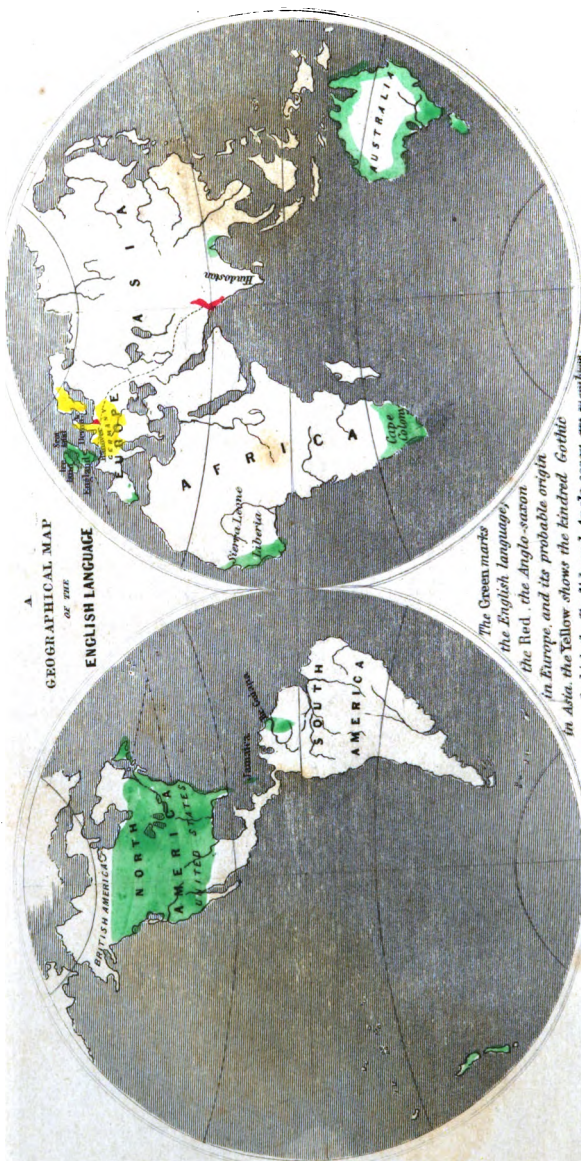 A
GEOGRAPHICAL MAP
OF THE
ENGLISH LANGUAGE
BRITISH AMERICA
NORTH
AMERICA
UNITED STATES
Jamaica
Br. Guiana
SOUTH
AMERICA
England
GERMANY
EUROPE
ASIA
Hindostan
AFRICA
Sierra Leone
Liberia
Cape
Colony
AUSTRALIA
The Green marks
the English language;
the Red, the Anglo-saxon
in Europe, and its probable origin
in Asia. the Yellow shows the kindred Gothic